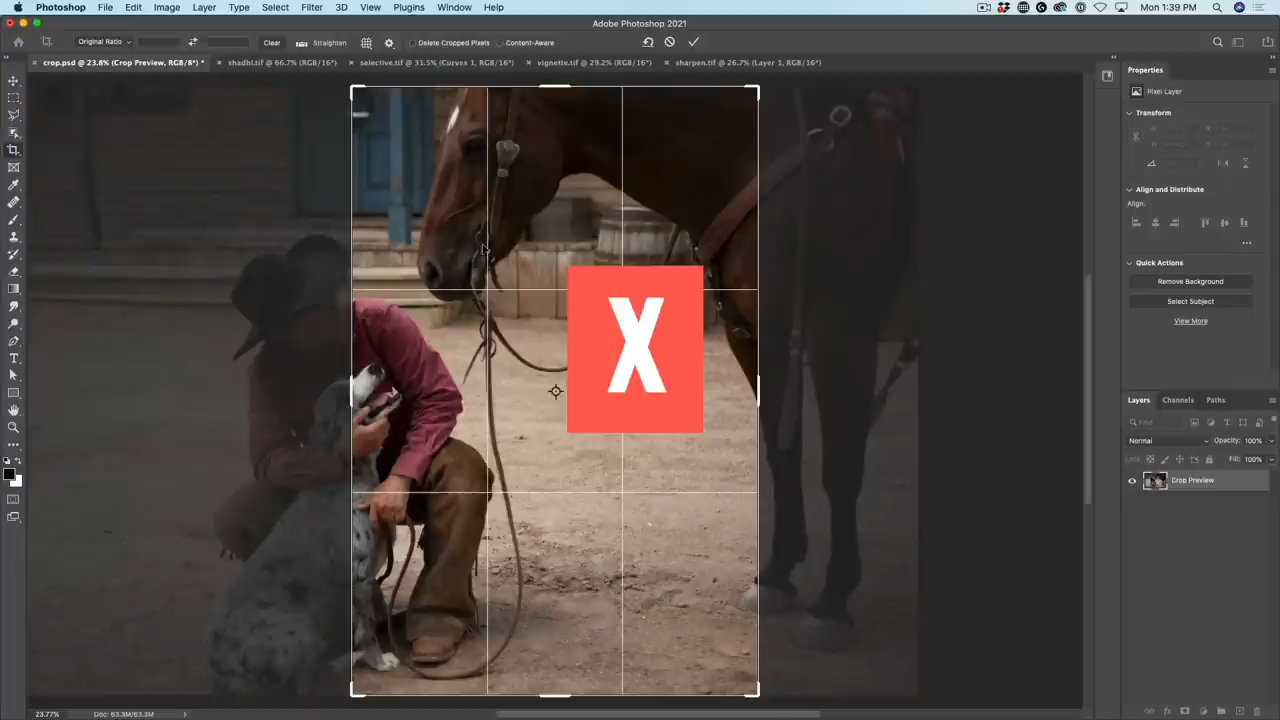 Photoshop File Edit Image Layer Type Select Filter 3D View Plugins Window Help Mon 1:39 PM
Adobe Photoshop 2021
Original Ratio Clear Straighten Delete Cropped Pixels Content-Aware
crop.psd @ 23.8% (Crop Preview, RGB/8*) * shadhl.tif @ 66.7% (RGB/16*) selective.tif @ 31.5% (Curves 1, RGB/16*) vignette.tif @ 29.2% (RGB/16*) sharpen.tif @ 26.7% (Layer 1, RGB/16*)
X
Properties
Pixel Layer
Transform
Align and Distribute
Align:
Quick Actions
Remove Background
Select Subject
View More
Layers Channels Paths
Kind
Normal Opacity: 100%
Lock: Fill: 100%
Crop Preview
23.77% Doc: 63.3M/63.3M